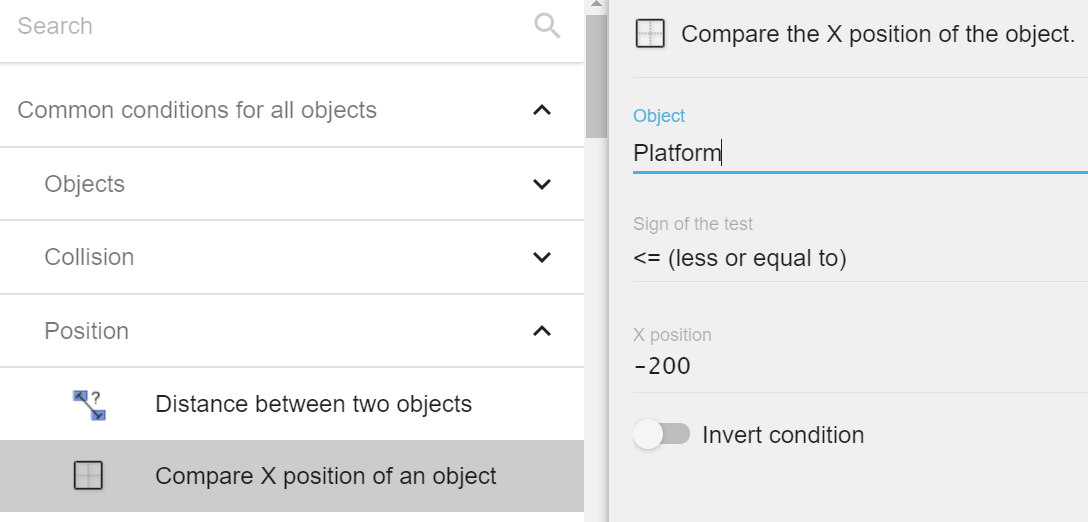 Search
Common conditions for all objects
Objects
Collision
Position
?
Distance between two objects
Compare X position of an object
Compare the X position of the object.
Object
Platform
Sign of the test
<= (less or equal to)
X position
-200
Invert condition